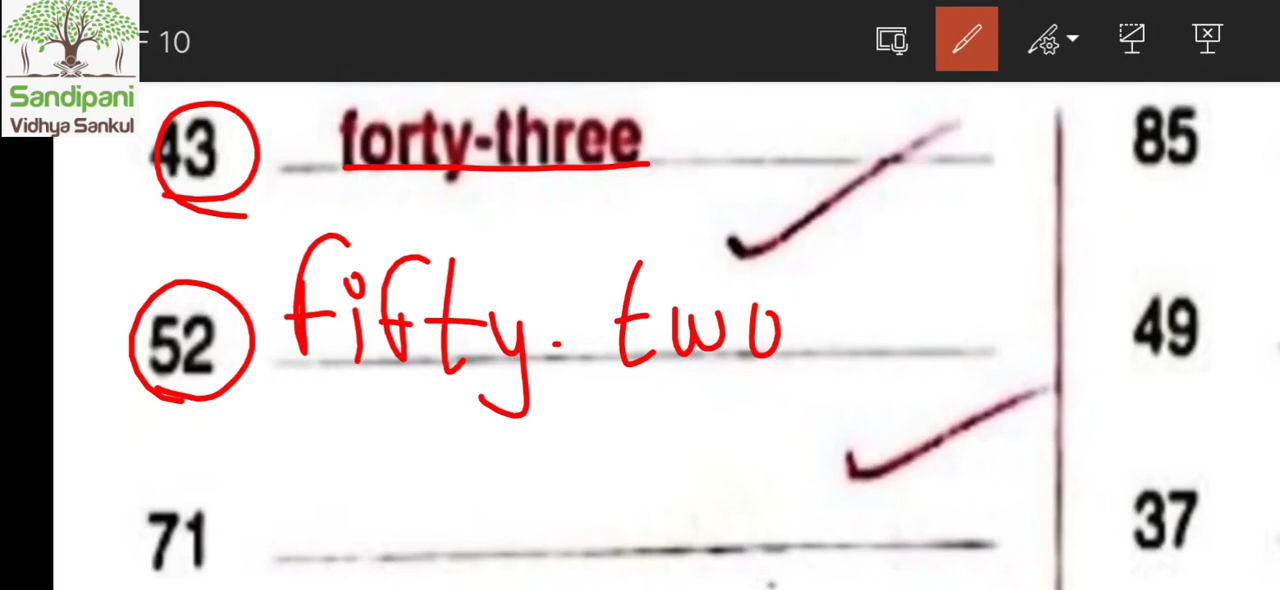 F 10
Sandipani
Vidhya Sankul
43 forty-three 85
52 fifty. two 49
71 37